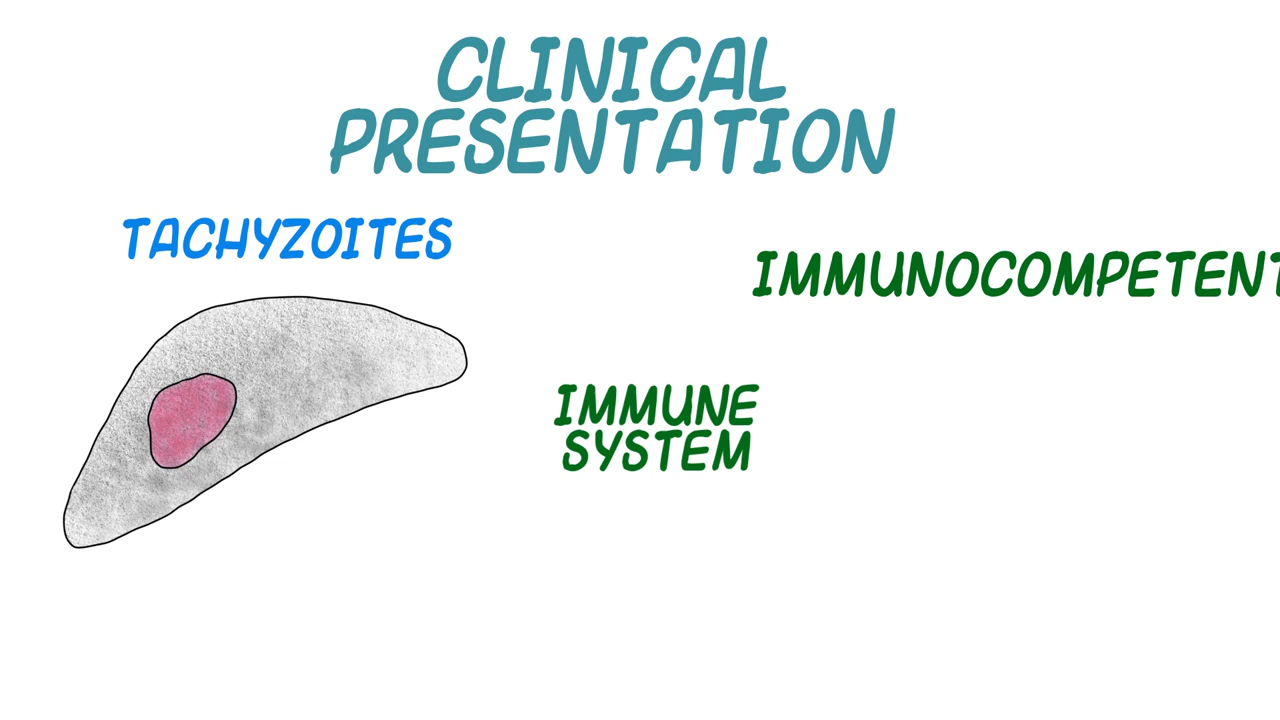 CLINICAL
PRESENTATION
TACHYZOITES
IMMUNOCOMPETENT
IMMUNE
SYSTEM